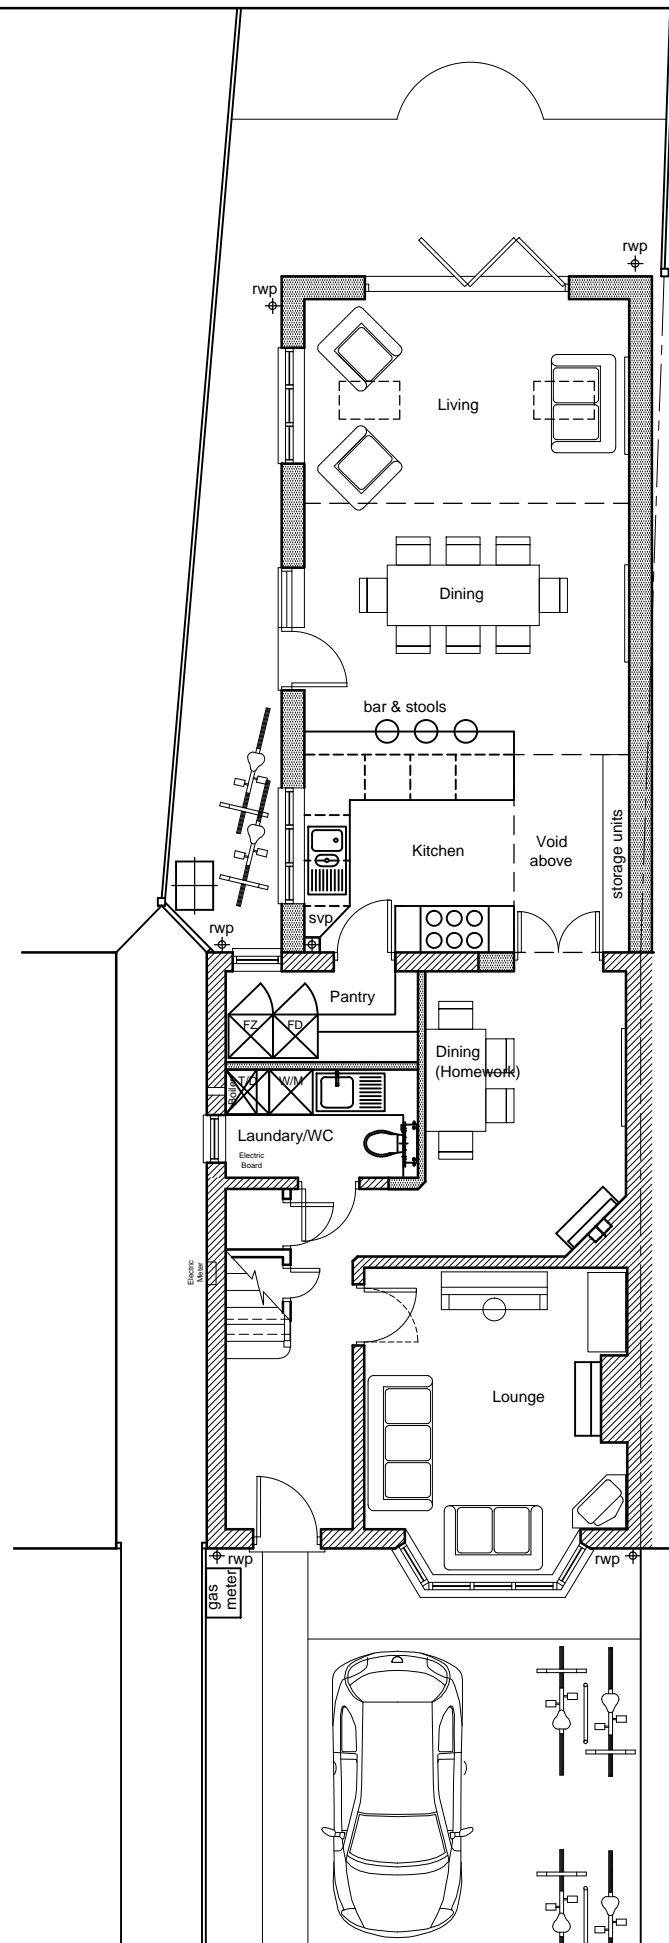 rwp
rwp
Living
Dining
bar & stools
Kitchen
Void
above
storage units
svp
rwp
Pantry
FZ
FD
Dining
(Homework)
Boiler
T/D
W/M
Laundary/WC
Electric
Board
Electric
Meter
Lounge
rwp
rwp
gas
meter